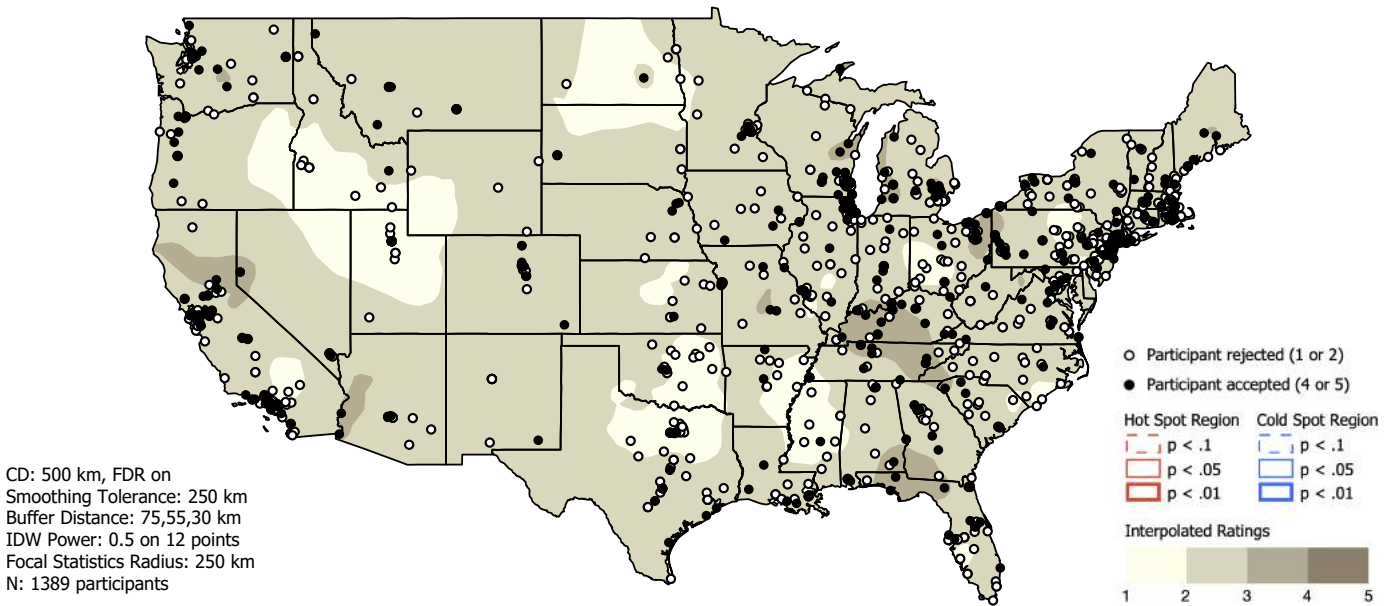 CD: 500 km, FDR on
Smoothing Tolerance: 250 km
Buffer Distance: 75,55,30 km
IDW Power: 0.5 on 12 points
Focal Statistics Radius: 250 km
N: 1389 participants
Participant rejected (1 or 2)
Participant accepted (4 or 5)
Hot Spot Region Cold Spot Region
p < .1 p < .1
p < .05 p < .05
p < .01 p < .01
Interpolated Ratings
1 2 3 4 5